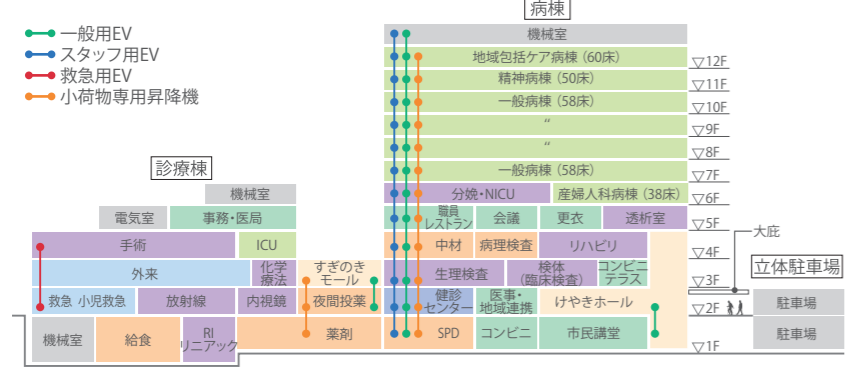 病棟
一般用EV
スタッフ用EV
救急用EV
小荷物専用昇降機
機械室
地域包括ケア病棟（60床）
▽12F
精神病棟（50床）
▽11F
一般病棟（58床）
▽10F
〃
▽9F
〃
▽8F
一般病棟（58床）
▽7F
診療棟
機械室
分娩・NICU
産婦人科病棟（38床）
▽6F
電気室
事務・医局
職員
レストラン
会議
更衣
透析室
▽5F
手術
ICU
中材
病理検査
リハビリ
▽4F
大庇
外来
化学
療法
すぎのき
モール
生理検査
検体
（臨床検査）
コンビニ
テラス
▽3F
立体駐車場
救急 小児救急
放射線
内視鏡
夜間投薬
健診
センター
医事・
地域連携
けやきホール
▽2F
駐車場
機械室
給食
RI
リニアック
薬剤
SPD
コンビニ
市民講堂
▽1F
駐車場